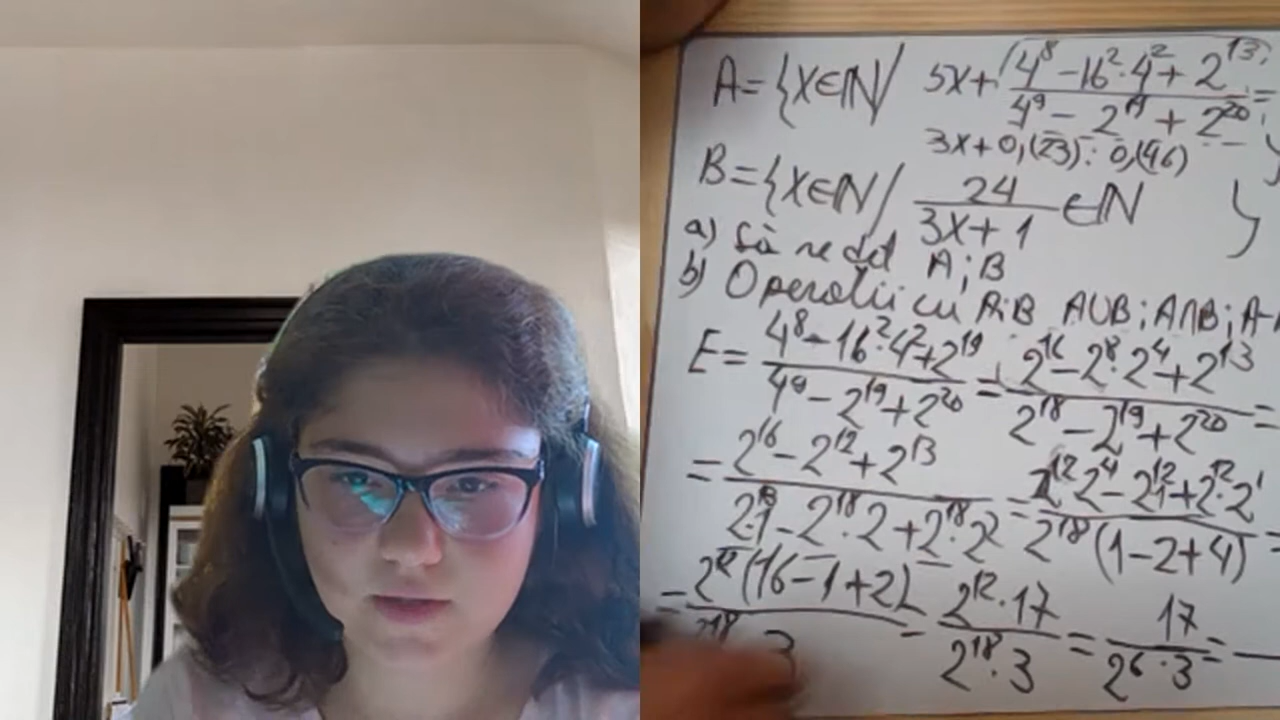 A={X∈ℕ/ 5X+√(4⁸-16²·4²+2¹³)/(4⁹-2¹⁹+2²⁰)=
3x+0,(23):0,(46) }
B={X∈ℕ/ 24/(3X+1) ∈ℕ }
a) Să se det A;B
b) Operații cu A;B A∪B;A∩B;A-
E= (4⁸-16²·4²+2¹³)/(4⁹-2¹⁹+2²⁰) = (2¹⁶-2⁸·2⁴+2¹³)/(2¹⁸-2¹⁹+2²⁰) =
= (2¹⁶-2¹²+2¹³)/(2¹⁸·1-2¹⁸·2+2¹⁸·2²) = (2¹²·2⁴-2¹²·1+2¹²·2¹)/(2¹⁸(1-2+4)) =
= 2¹²(16-1+2)/(2¹⁸·3) = (2¹²·17)/(2¹⁸·3) = 17/(2⁶·3) =